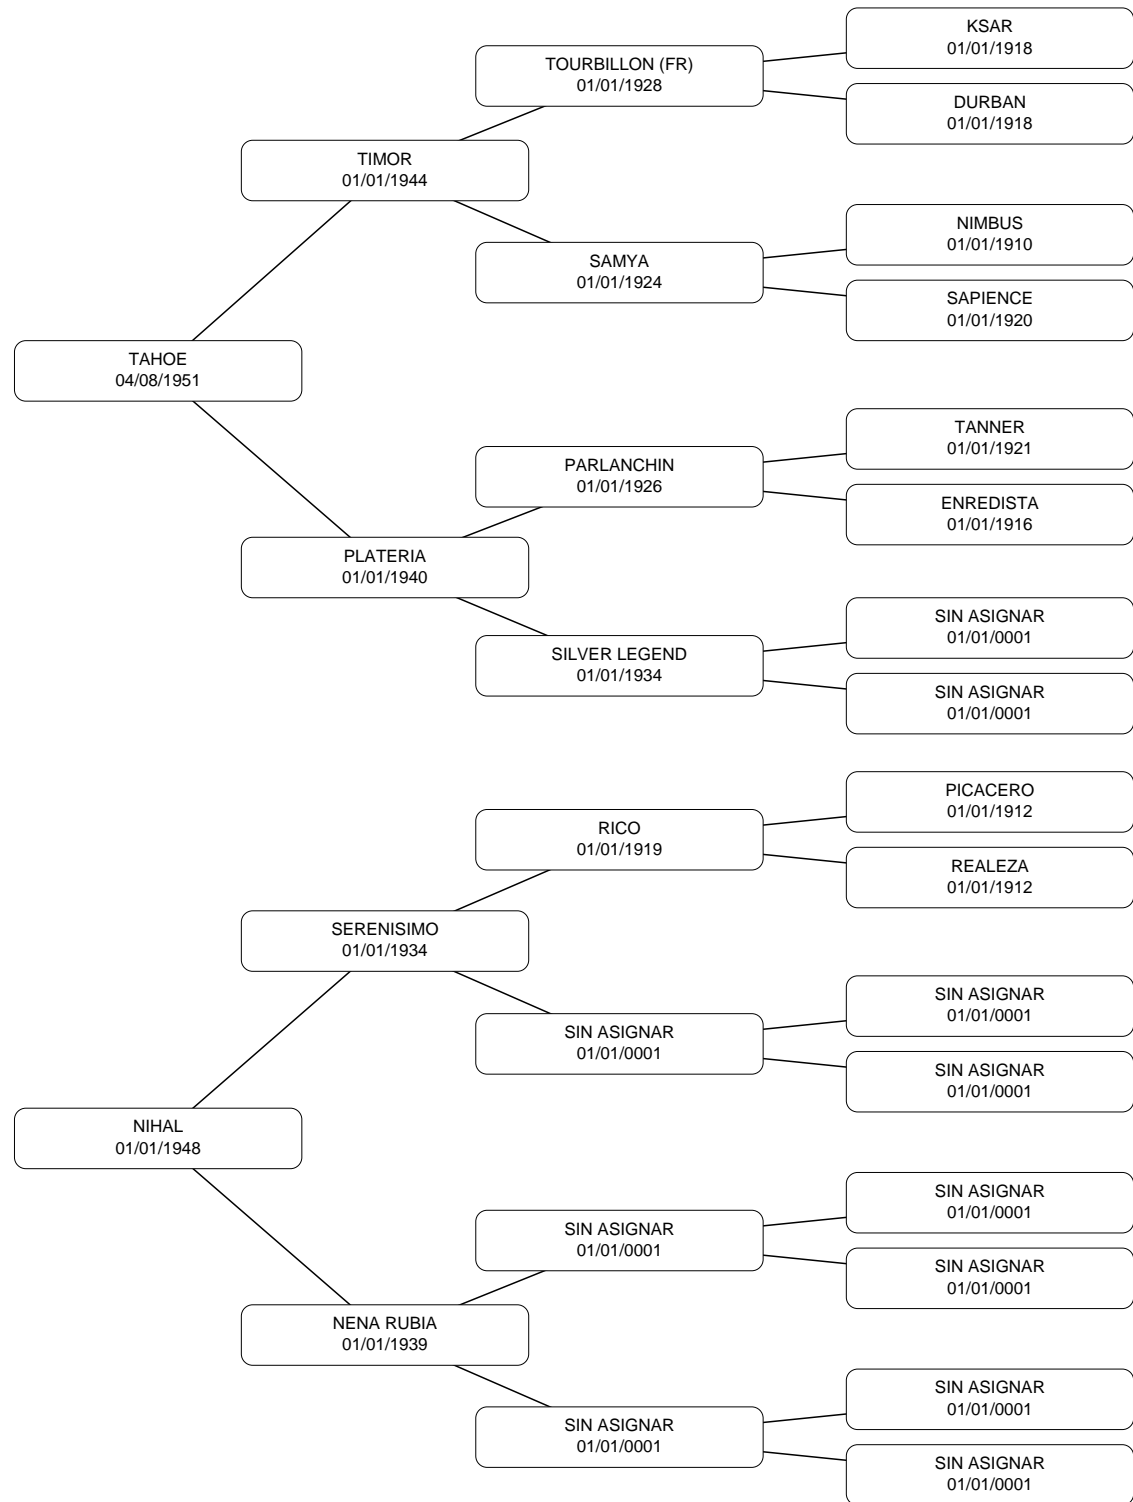 KSAR
01/01/1918
TOURBILLON (FR)
01/01/1928
DURBAN
01/01/1918
TIMOR
01/01/1944
NIMBUS
01/01/1910
SAMYA
01/01/1924
SAPIENCE
01/01/1920
TAHOE
04/08/1951
TANNER
01/01/1921
PARLANCHIN
01/01/1926
ENREDISTA
01/01/1916
PLATERIA
01/01/1940
SIN ASIGNAR
01/01/0001
SILVER LEGEND
01/01/1934
SIN ASIGNAR
01/01/0001
PICACERO
01/01/1912
RICO
01/01/1919
REALEZA
01/01/1912
SERENISIMO
01/01/1934
SIN ASIGNAR
01/01/0001
SIN ASIGNAR
01/01/0001
SIN ASIGNAR
01/01/0001
NIHAL
01/01/1948
SIN ASIGNAR
01/01/0001
SIN ASIGNAR
01/01/0001
SIN ASIGNAR
01/01/0001
NENA RUBIA
01/01/1939
SIN ASIGNAR
01/01/0001
SIN ASIGNAR
01/01/0001
SIN ASIGNAR
01/01/0001